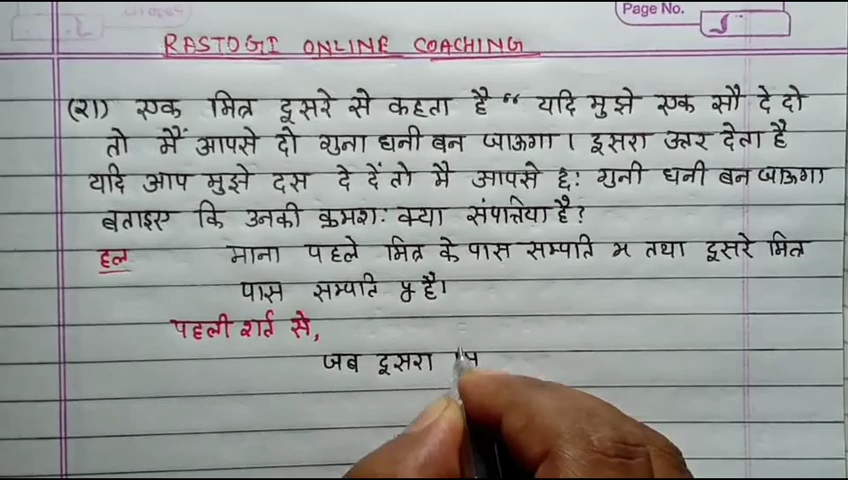 Page No.
RASTOGI ONLINE COACHING
(21) एक मित्र दूसरे से कहता है “ यदि मुझे एक सौ दे दो
तो मैं आपसे दो गुना धनी बन जाऊगा । दूसरा उत्तर देता है
यदि आप मुझे दस दे दें तो मै आपसे छः गुनी धनी बन जाऊगा
बताइए कि उनकी क्रमशः क्या संपत्तिया है ?
हल माना पहले मित्र के पास सम्पति x तथा दूसरे मित्र
पास सम्पति y है।
पहली शर्त से,
जब दूसरा